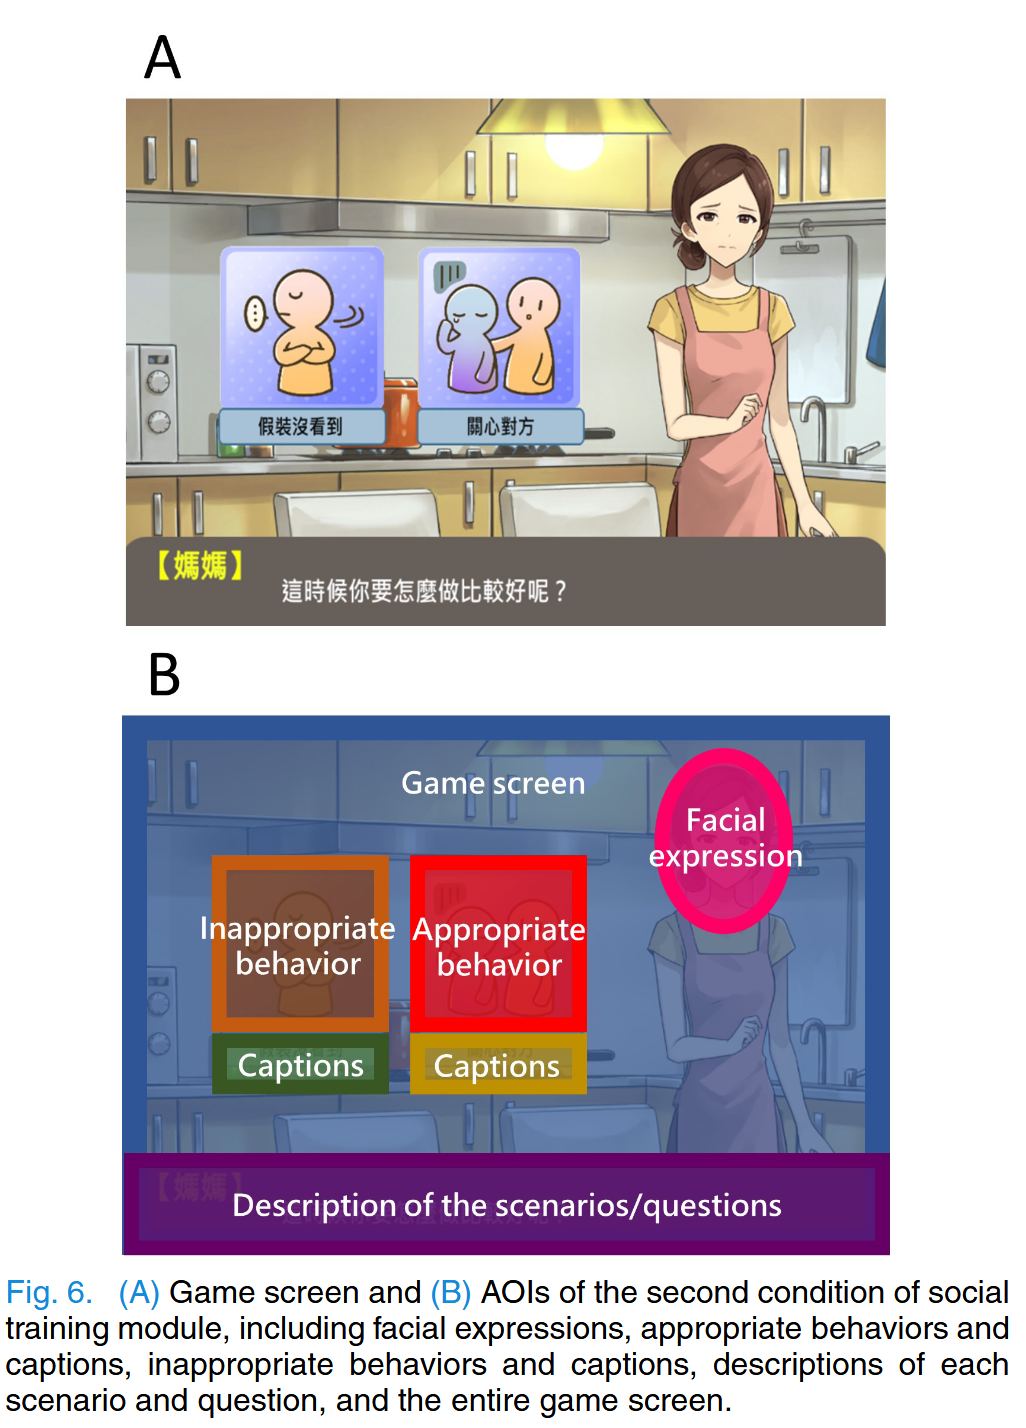 A
假裝沒看到
關心對方
【媽媽】
這時候你要怎麼做比較好呢？
B
Game screen
Facial
expression
Inappropriate
behavior
Appropriate
behavior
Captions
Captions
【媽媽】
Description of the scenarios/questions
Fig. 6. (A) Game screen and (B) AOIs of the second condition of social
training module, including facial expressions, appropriate behaviors and
captions, inappropriate behaviors and captions, descriptions of each
scenario and question, and the entire game screen.